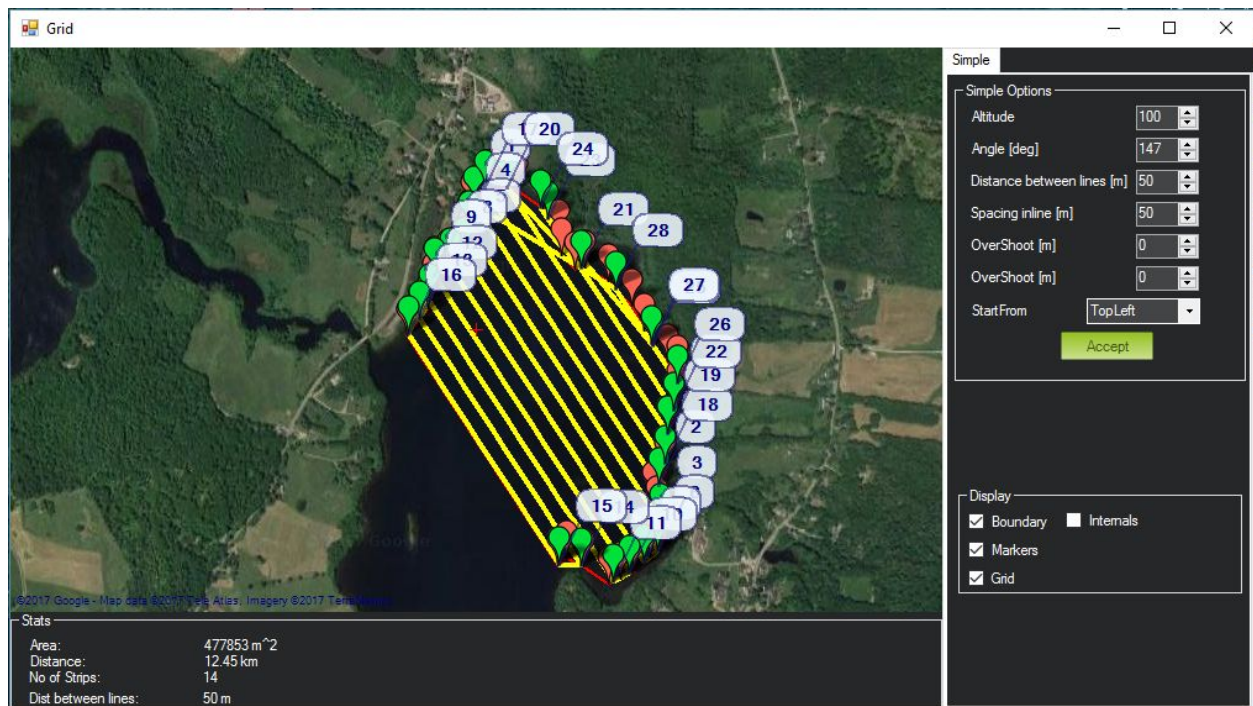 Grid
Simple
Simple Options
Altitude 100
Angle [deg] 147
Distance between lines [m] 50
Spacing inline [m] 50
OverShoot [m] 0
OverShoot [m] 0
StartFrom TopLeft
Accept
Display
Boundary Internals
Markers
Grid
20
24
4
21
9
28
16
27
26
22
19
18
2
3
15
11
Google
©2017 Google - Map data ©2017 Tele Atlas, Imagery ©2017
Stats
Area: 477853 m^2
Distance: 12.45 km
No of Strips: 14
Dist between lines: 50 m